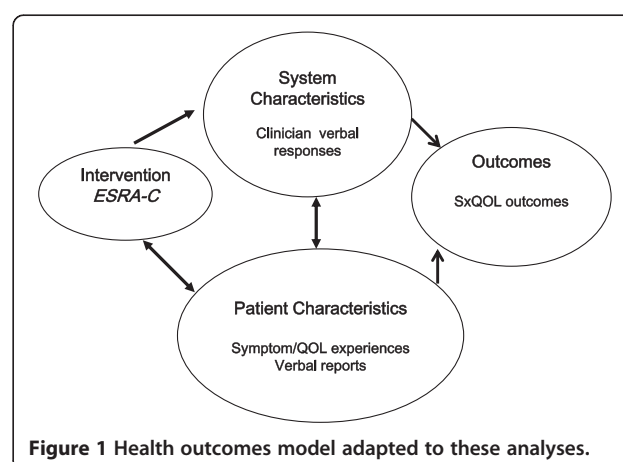 System
Characteristics
Clinician verbal
responses
Intervention
ESRA-C
Outcomes
SxQOL outcomes
Patient Characteristics
Symptom/QOL experiences
Verbal reports
Figure 1 Health outcomes model adapted to these analyses.